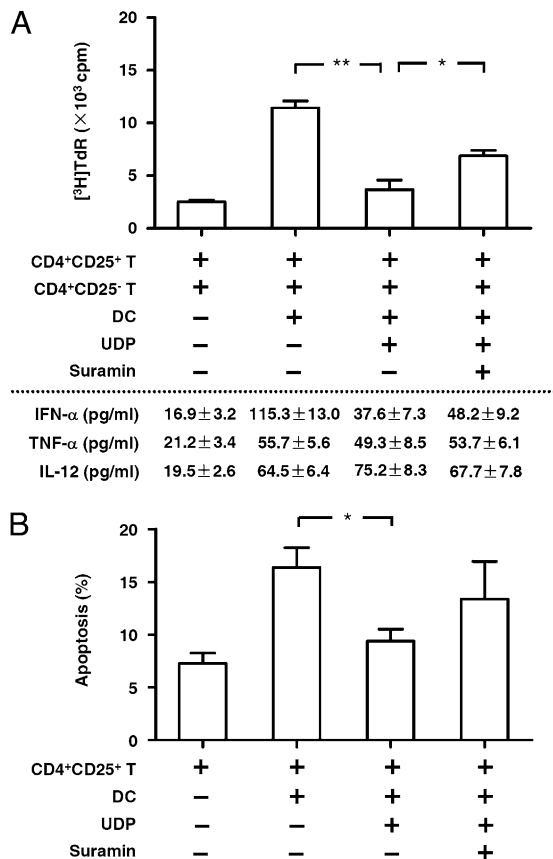 A
20
**
*
15
10
5
0
[³H]TdR (×10³ cpm)
CD4⁺CD25⁺ T + + + +
CD4⁺CD25⁻ T + + + +
DC − + + +
UDP − − + +
Suramin − − − +
IFN-α (pg/ml) 16.9±3.2 115.3±13.0 37.6±7.3 48.2±9.2
TNF-α (pg/ml) 21.2±3.4 55.7±5.6 49.3±8.5 53.7±6.1
IL-12 (pg/ml) 19.5±2.6 64.5±6.4 75.2±8.3 67.7±7.8
B
20
*
15
10
5
0
Apoptosis (%)
CD4⁺CD25⁺ T + + + +
DC − + + +
UDP − − + +
Suramin − − − +